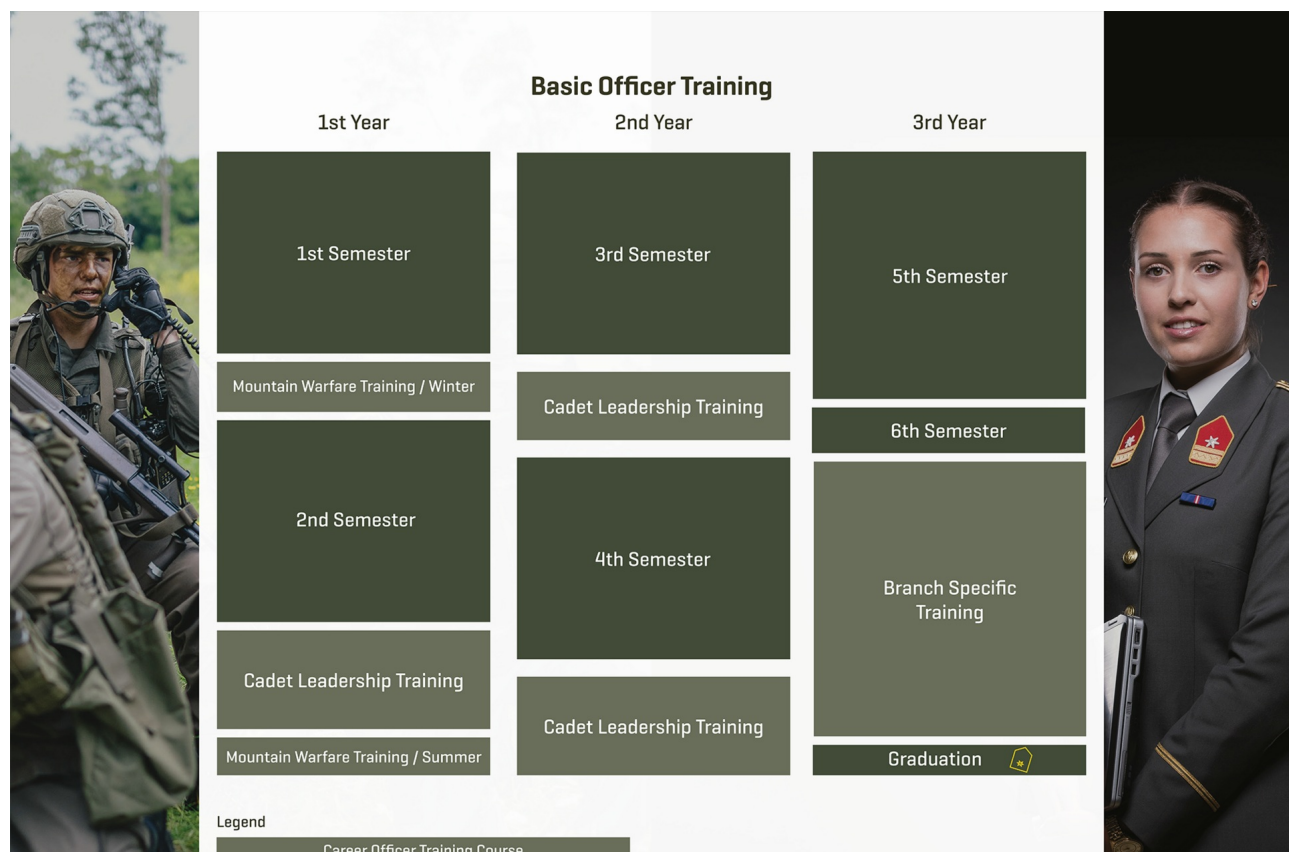 Basic Officer Training
1st Year
2nd Year
3rd Year
1st Semester
Mountain Warfare Training / Winter
2nd Semester
Cadet Leadership Training
Mountain Warfare Training / Summer
3rd Semester
Cadet Leadership Training
4th Semester
Cadet Leadership Training
5th Semester
6th Semester
Branch Specific
Training
Graduation
Legend
Career Officer Training Course